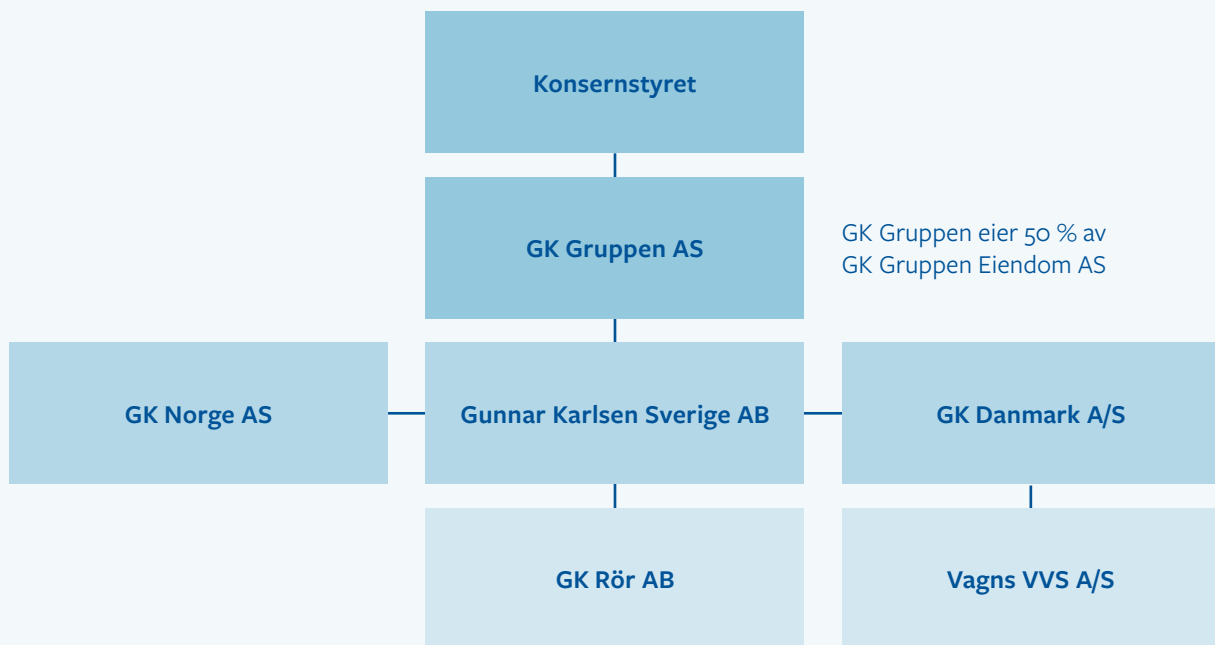 Konsernstyret
GK Gruppen AS
GK Gruppen eier 50 % av
GK Gruppen Eiendom AS
GK Norge AS
Gunnar Karlsen Sverige AB
GK Danmark A/S
GK Rör AB
Vagns VVS A/S